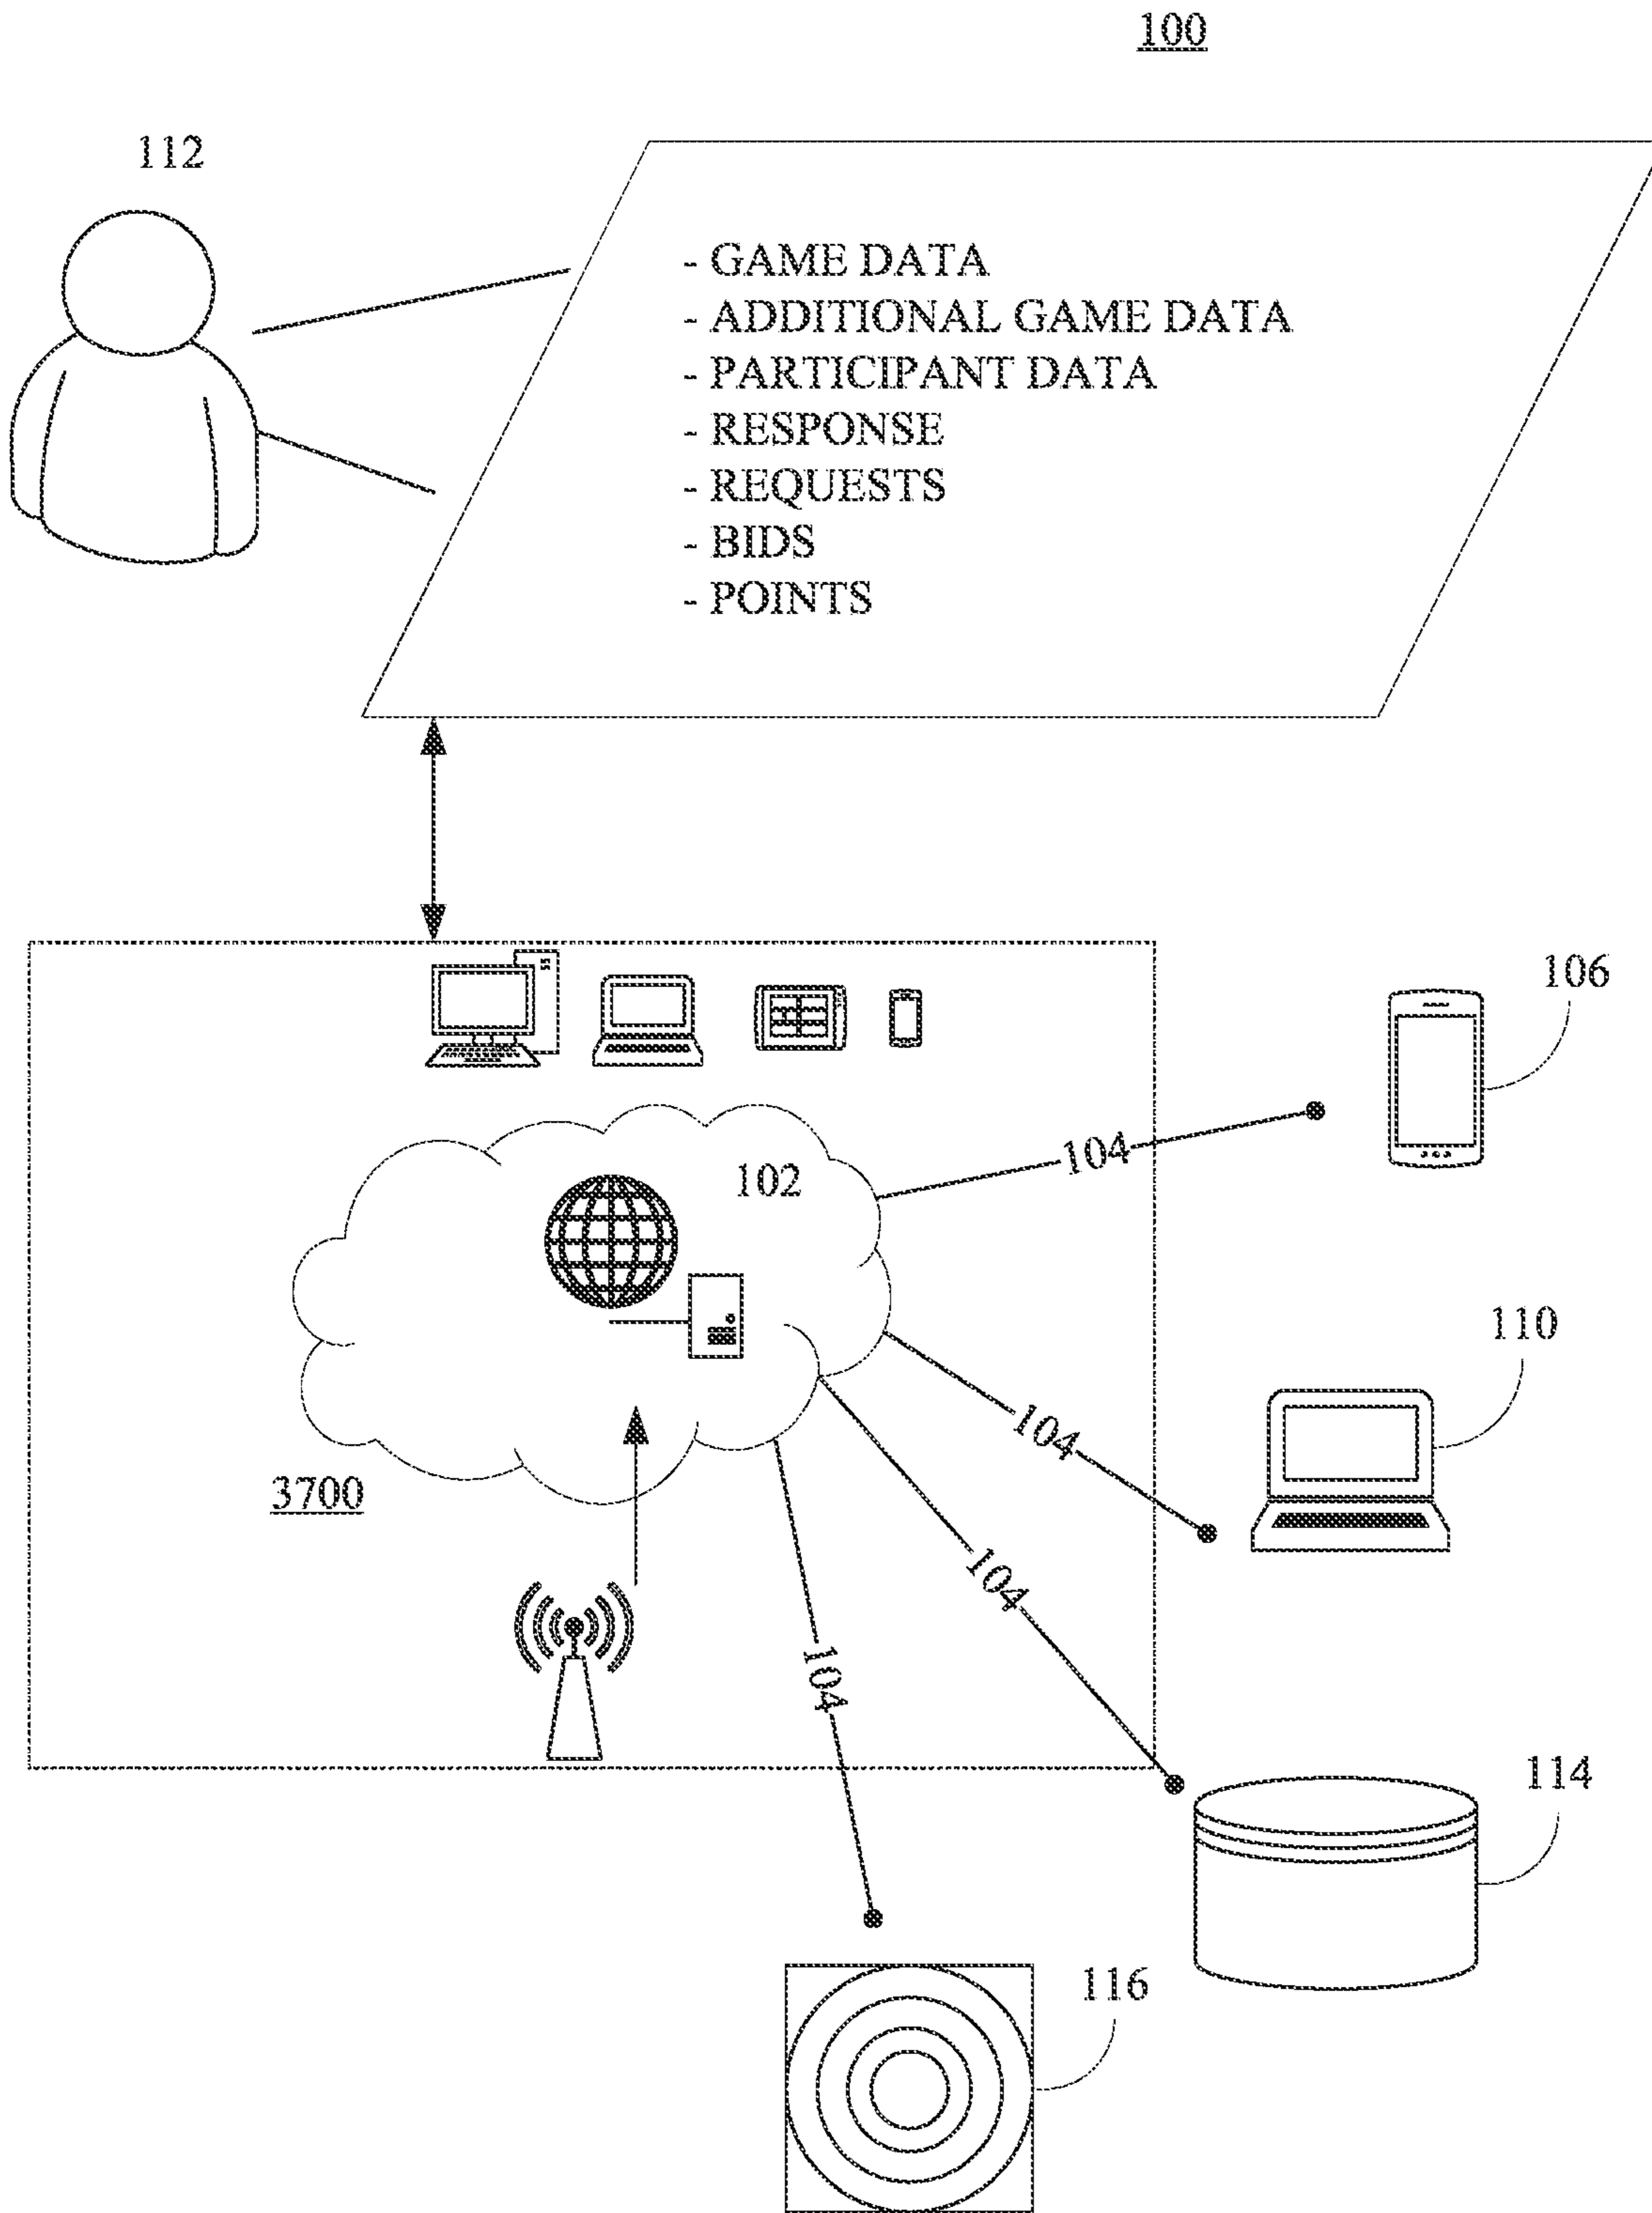 100
112
- GAME DATA
- ADDITIONAL GAME DATA
- PARTICIPANT DATA
- RESPONSE
- REQUESTS
- BIDS
- POINTS
106
104
102
110
104
3700
104
104
114
116